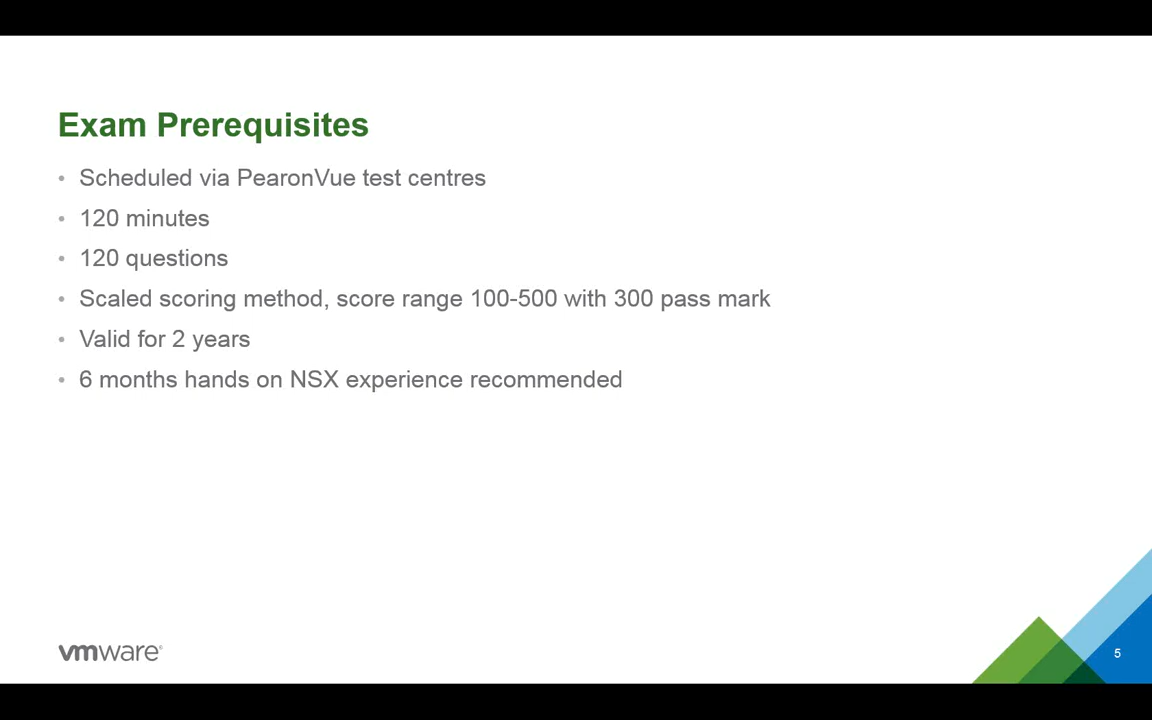 Exam Prerequisites
• Scheduled via PearonVue test centres
• 120 minutes
• 120 questions
• Scaled scoring method, score range 100-500 with 300 pass mark
• Valid for 2 years
• 6 months hands on NSX experience recommended
vmware®
5